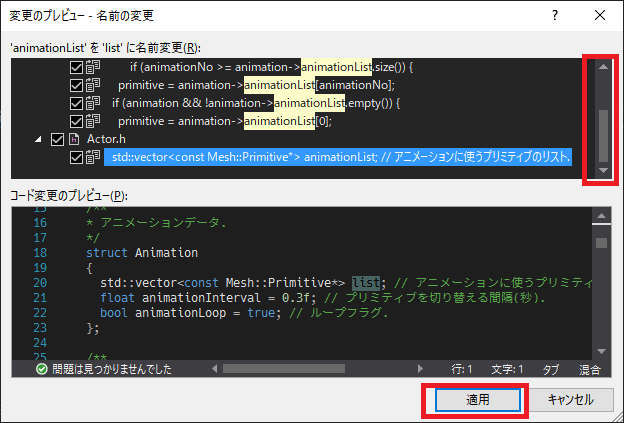 変更のプレビュー - 名前の変更
'animationList' を 'list' に名前変更(R):
if (animationNo >= animation->animationList.size()) {
primitive = animation->animationList[animationNo];
if (animation && !animation->animationList.empty()) {
primitive = animation->animationList[0];
Actor.h
std::vector<const Mesh::Primitive*> animationList; // アニメーションに使うプリミティブのリスト.
コード変更のプレビュー(P):
15 /**
16 * アニメーションデータ.
17 */
18 struct Animation
19 {
20 std::vector<const Mesh::Primitive*> list; // アニメーションに使うプリミティ
21 float animationInterval = 0.3f; // プリミティブを切り替える間隔(秒).
22 bool animationLoop = true; // ループフラグ.
23 };
24
25 /**
問題は見つかりませんでした 行: 1 文字: 1 タブ 混合
適用 キャンセル